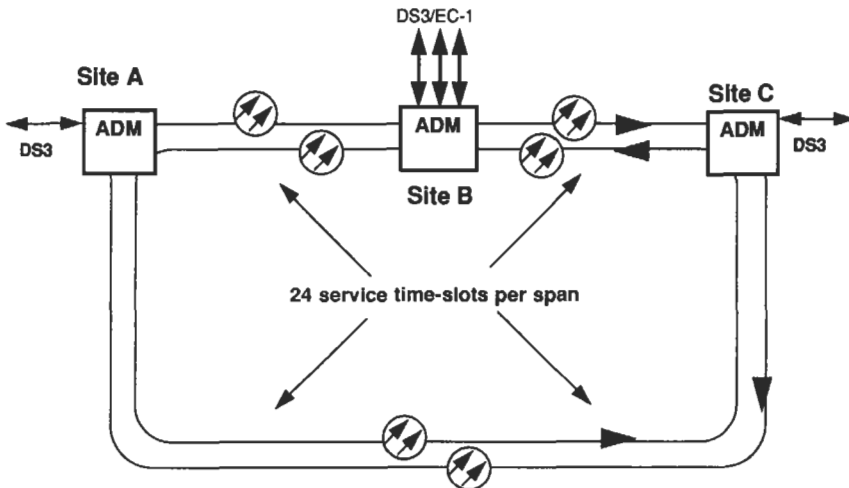 DS3/EC-1
Site A
Site C
ADM
ADM
ADM
DS3
DS3
Site B
24 service time-slots per span